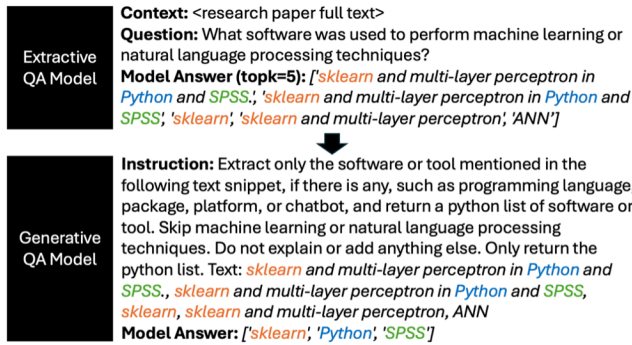 Extractive
QA Model
Context: <research paper full text>
Question: What software was used to perform machine learning or
natural language processing techniques?
Model Answer (topk=5): ['sklearn and multi-layer perceptron in
Python and SPSS.', 'sklearn and multi-layer perceptron in Python and
SPSS', 'sklearn', 'sklearn and multi-layer perceptron', 'ANN']
Generative
QA Model
Instruction: Extract only the software or tool mentioned in the
following text snippet, if there is any, such as programming language,
package, platform, or chatbot, and return a python list of software or
tool. Skip machine learning or natural language processing
techniques. Do not explain or add anything else. Only return the
python list. Text: sklearn and multi-layer perceptron in Python and
SPSS., sklearn and multi-layer perceptron in Python and SPSS,
sklearn, sklearn and multi-layer perceptron, ANN
Model Answer: ['sklearn', 'Python', 'SPSS']